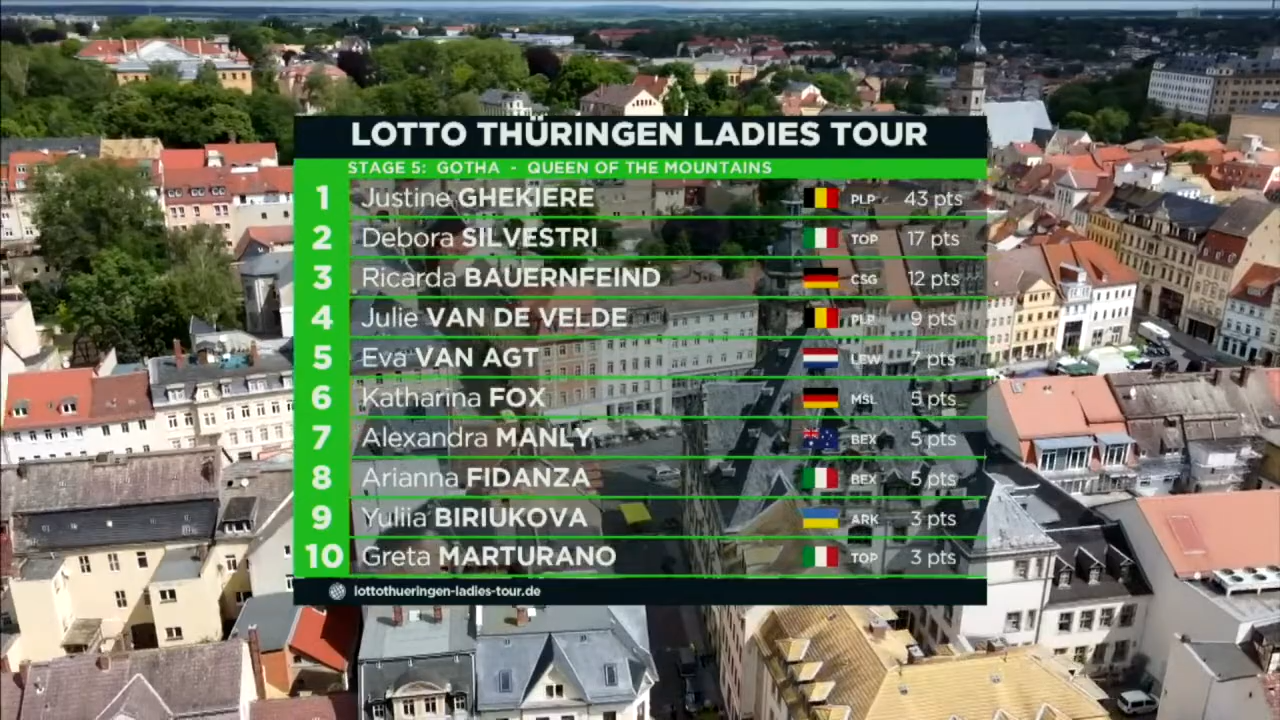 LOTTO THÜRINGEN LADIES TOUR
STAGE 5: GOTHA - QUEEN OF THE MOUNTAINS
1 Justine GHEKIERE PLP 43 pts
2 Debora SILVESTRI TOP 17 pts
3 Ricarda BAUERNFEIND CSG 12 pts
4 Julie VAN DE VELDE PLP 9 pts
5 Eva VAN AGT LEW 7 pts
6 Katharina FOX MSL 5 pts
7 Alexandra MANLY BEX 5 pts
8 Arianna FIDANZA BEX 5 pts
9 Yuliia BIRIUKOVA ARK 3 pts
10 Greta MARTURANO TOP 3 pts
lottothueringen-ladies-tour.de